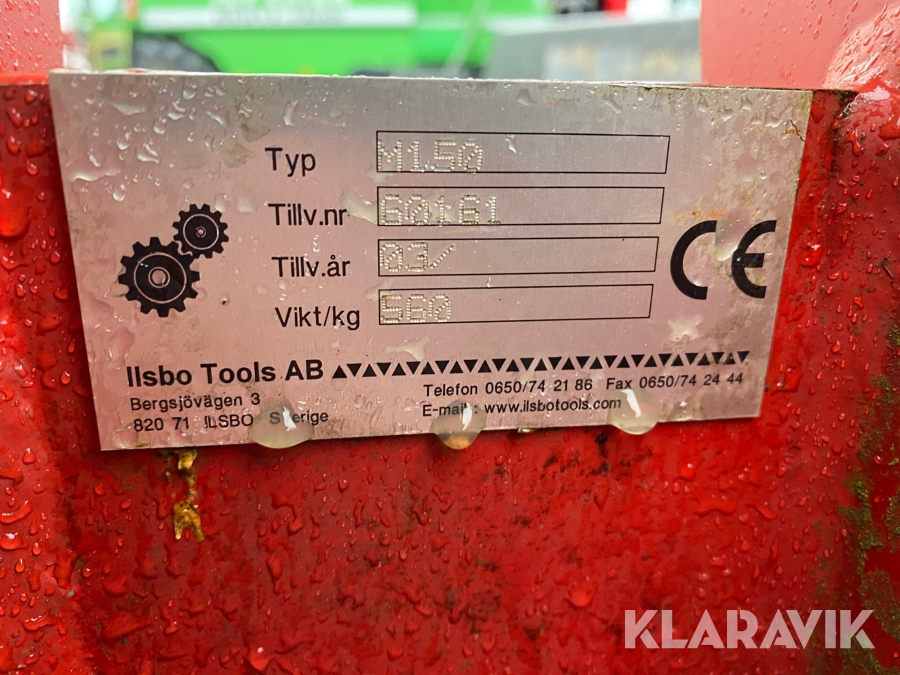 Typ M150
Tillv.nr 60161
Tillv.år 03/
Vikt/kg 560
Ilsbo Tools AB
Bergsjövägen 3
820 71 ILSBO Sverige
Telefon 0650/74 21 86 Fax 0650/74 24 44
E-mail : www.ilsbotools.com
CE
KLARAVIK